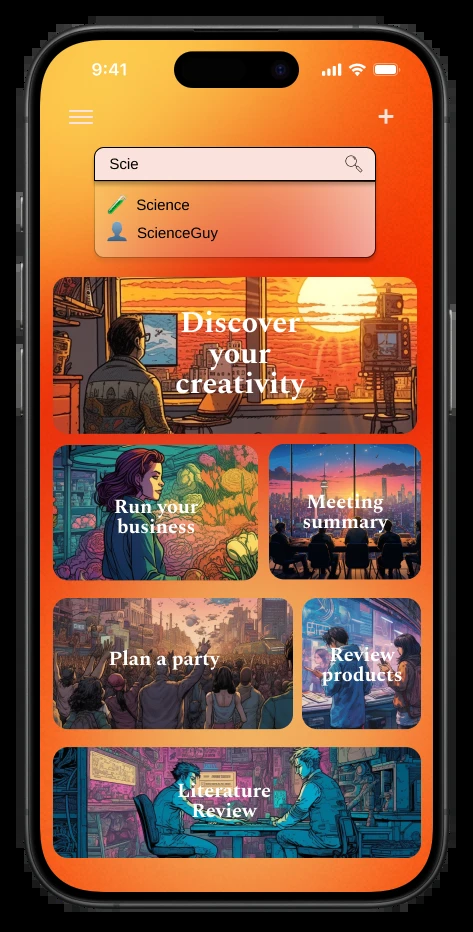 9:41
Scie
Science
ScienceGuy
Discover
your
creativity
Run your
business
Meeting
summary
Plan a party
Review
products
Literature
Review